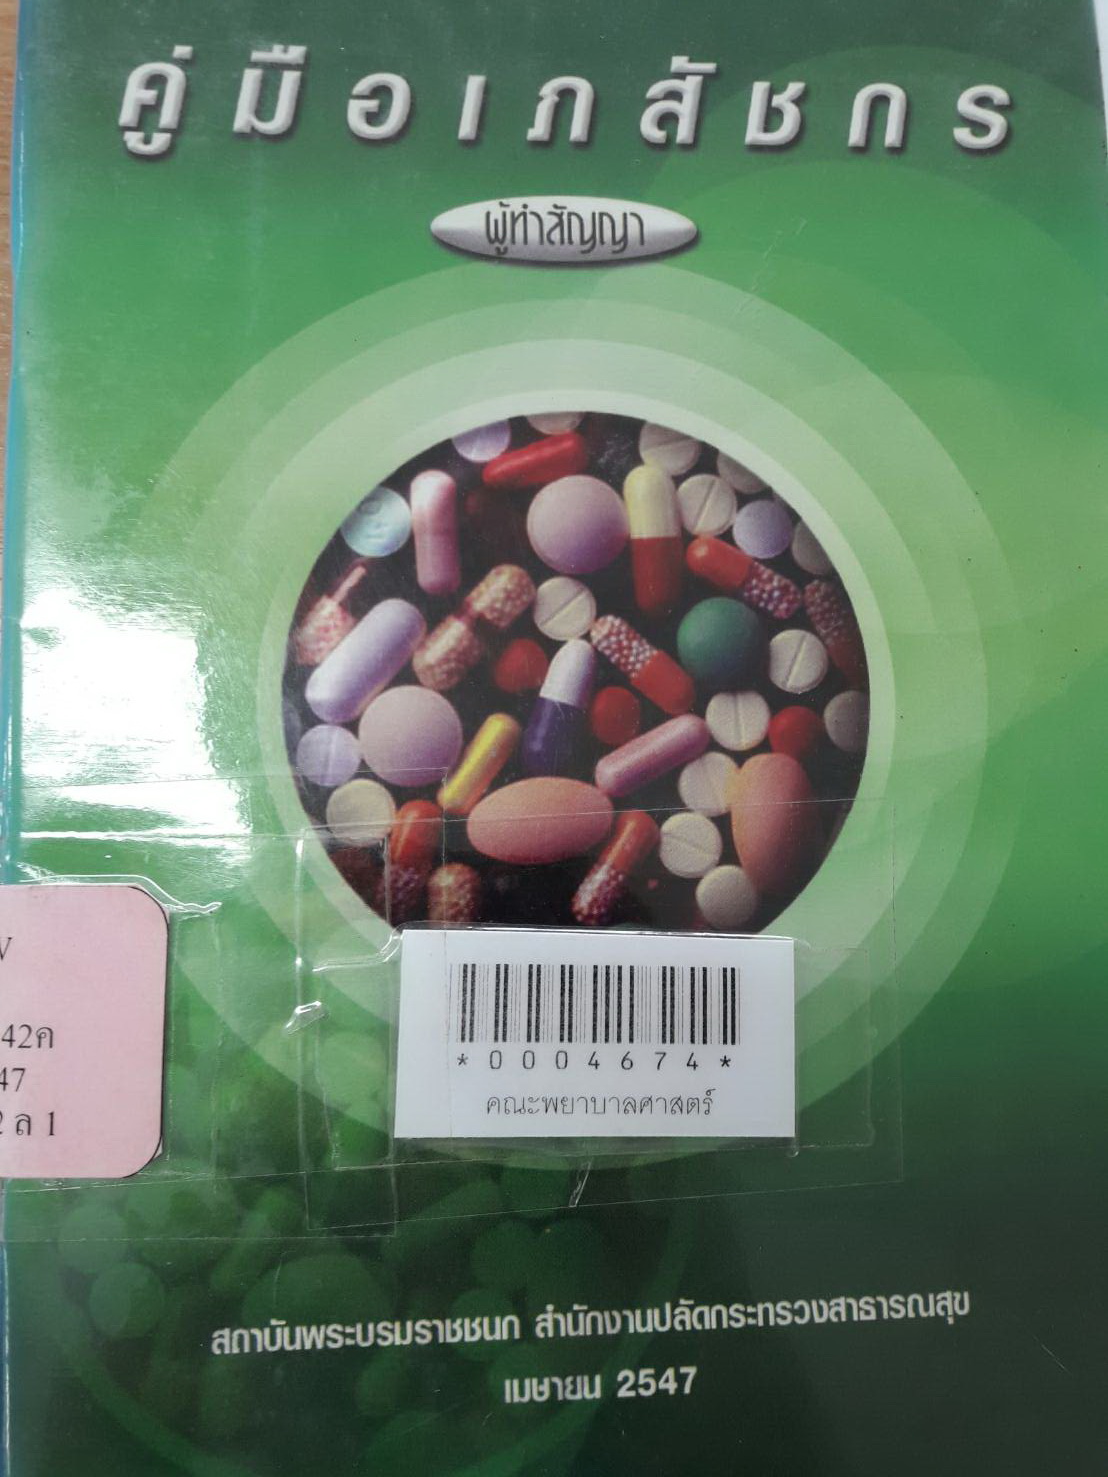 คู่มือเภสัชกร
ผู้ทำสัญญา
42ค
47
2 ล 1
*0004674*
คณะพยาบาลศาสตร์
สถาบันพระบรมราชชนก สำนักงานปลัดกระทรวงสาธารณสุข
เมษายน 2547